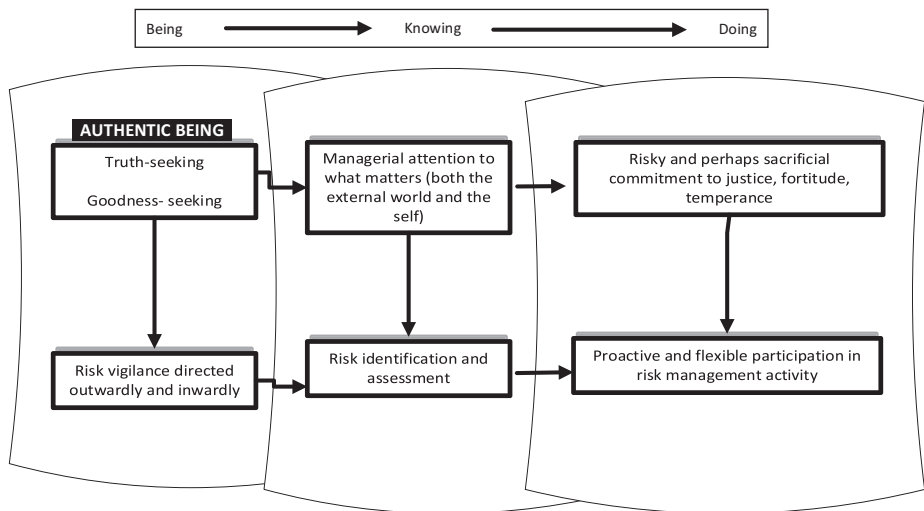 Being
Knowing
Doing
AUTHENTIC BEING
Truth-seeking
Goodness- seeking
Managerial attention to
what matters (both the
external world and the
self)
Risky and perhaps sacrificial
commitment to justice, fortitude,
temperance
Risk vigilance directed
outwardly and inwardly
Risk identification and
assessment
Proactive and flexible participation in
risk management activity